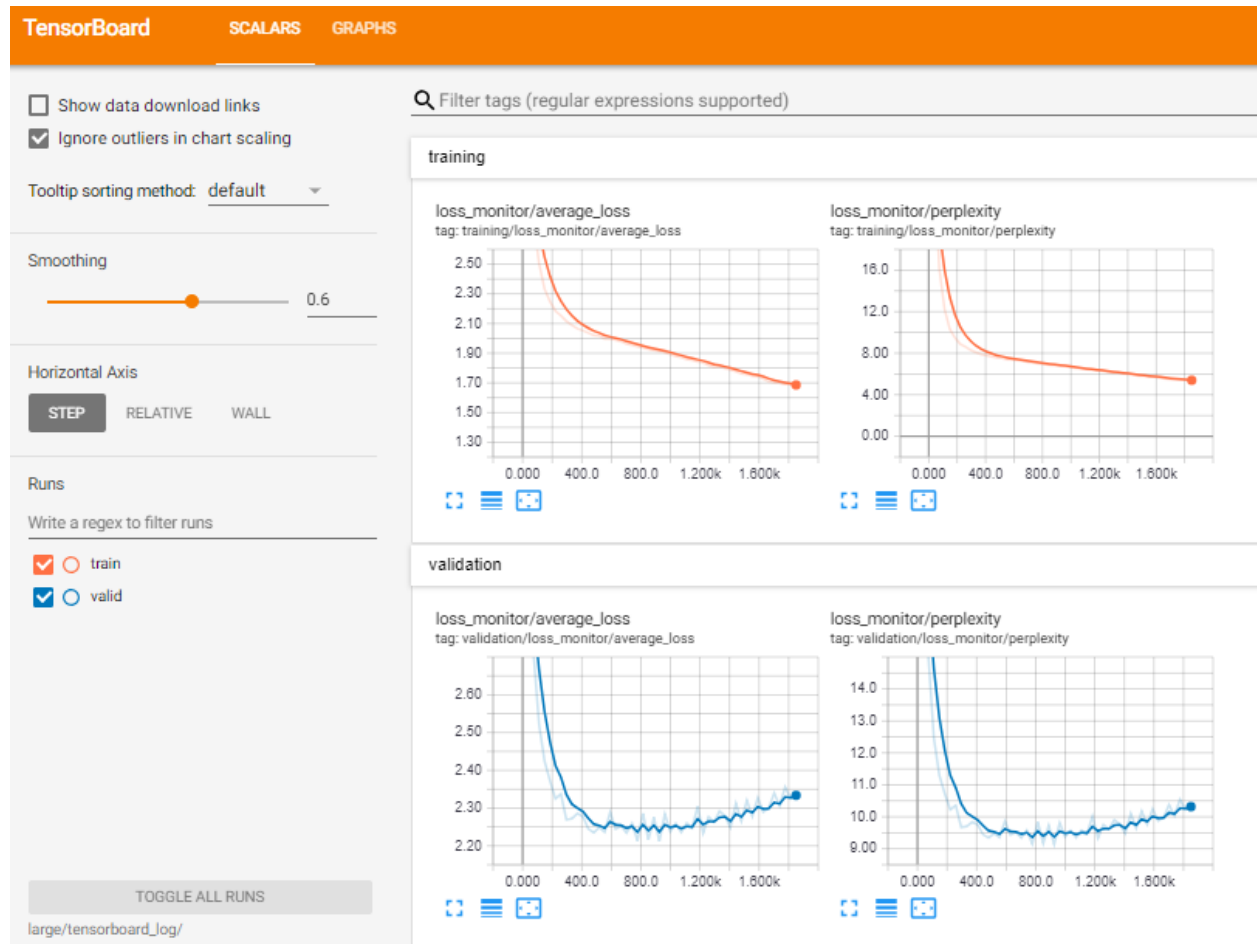 TensorBoard SCALARS GRAPHS
Show data download links
Ignore outliers in chart scaling
Tooltip sorting method: default
Smoothing
0.6
Horizontal Axis
STEP RELATIVE WALL
Runs
Write a regex to filter runs
train
valid
TOGGLE ALL RUNS
large/tensorboard_log/
Filter tags (regular expressions supported)
training
loss_monitor/average_loss
tag: training/loss_monitor/average_loss
2.50
2.30
2.10
1.90
1.70
1.50
1.30
0.000 400.0 800.0 1.200k 1.600k
loss_monitor/perplexity
tag: training/loss_monitor/perplexity
16.0
12.0
8.00
4.00
0.00
0.000 400.0 800.0 1.200k 1.600k
validation
loss_monitor/average_loss
tag: validation/loss_monitor/average_loss
2.60
2.50
2.40
2.30
2.20
0.000 400.0 800.0 1.200k 1.600k
loss_monitor/perplexity
tag: validation/loss_monitor/perplexity
14.0
13.0
12.0
11.0
10.0
9.00
0.000 400.0 800.0 1.200k 1.600k